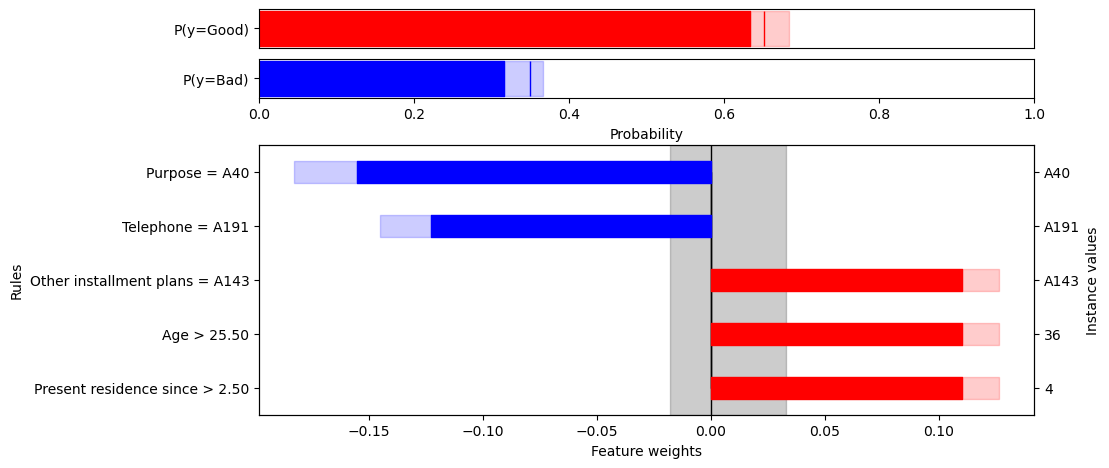 P(y=Good)
P(y=Bad)
0.0 0.2 0.4 0.6 0.8 1.0
Probability
Purpose = A40 A40
Telephone = A191 A191
Other installment plans = A143 A143
Age > 25.50 36
Present residence since > 2.50 4
Rules
Instance values
−0.15 −0.10 −0.05 0.00 0.05 0.10
Feature weights